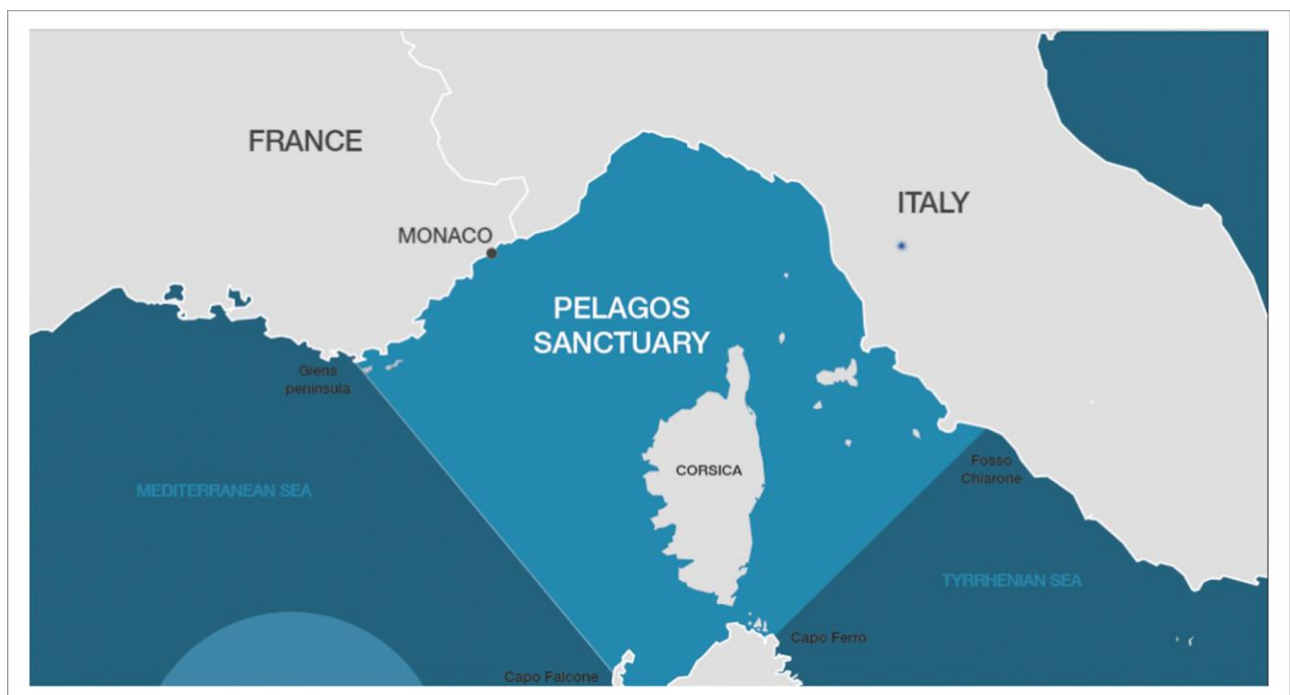 FRANCE
ITALY
MONACO
PELAGOS
SANCTUARY
Giens
peninsula
CORSICA
Fosso
Chiarone
MEDITERRANEAN SEA
TYRRHENIAN SEA
Capo Ferro
Capo Falcone